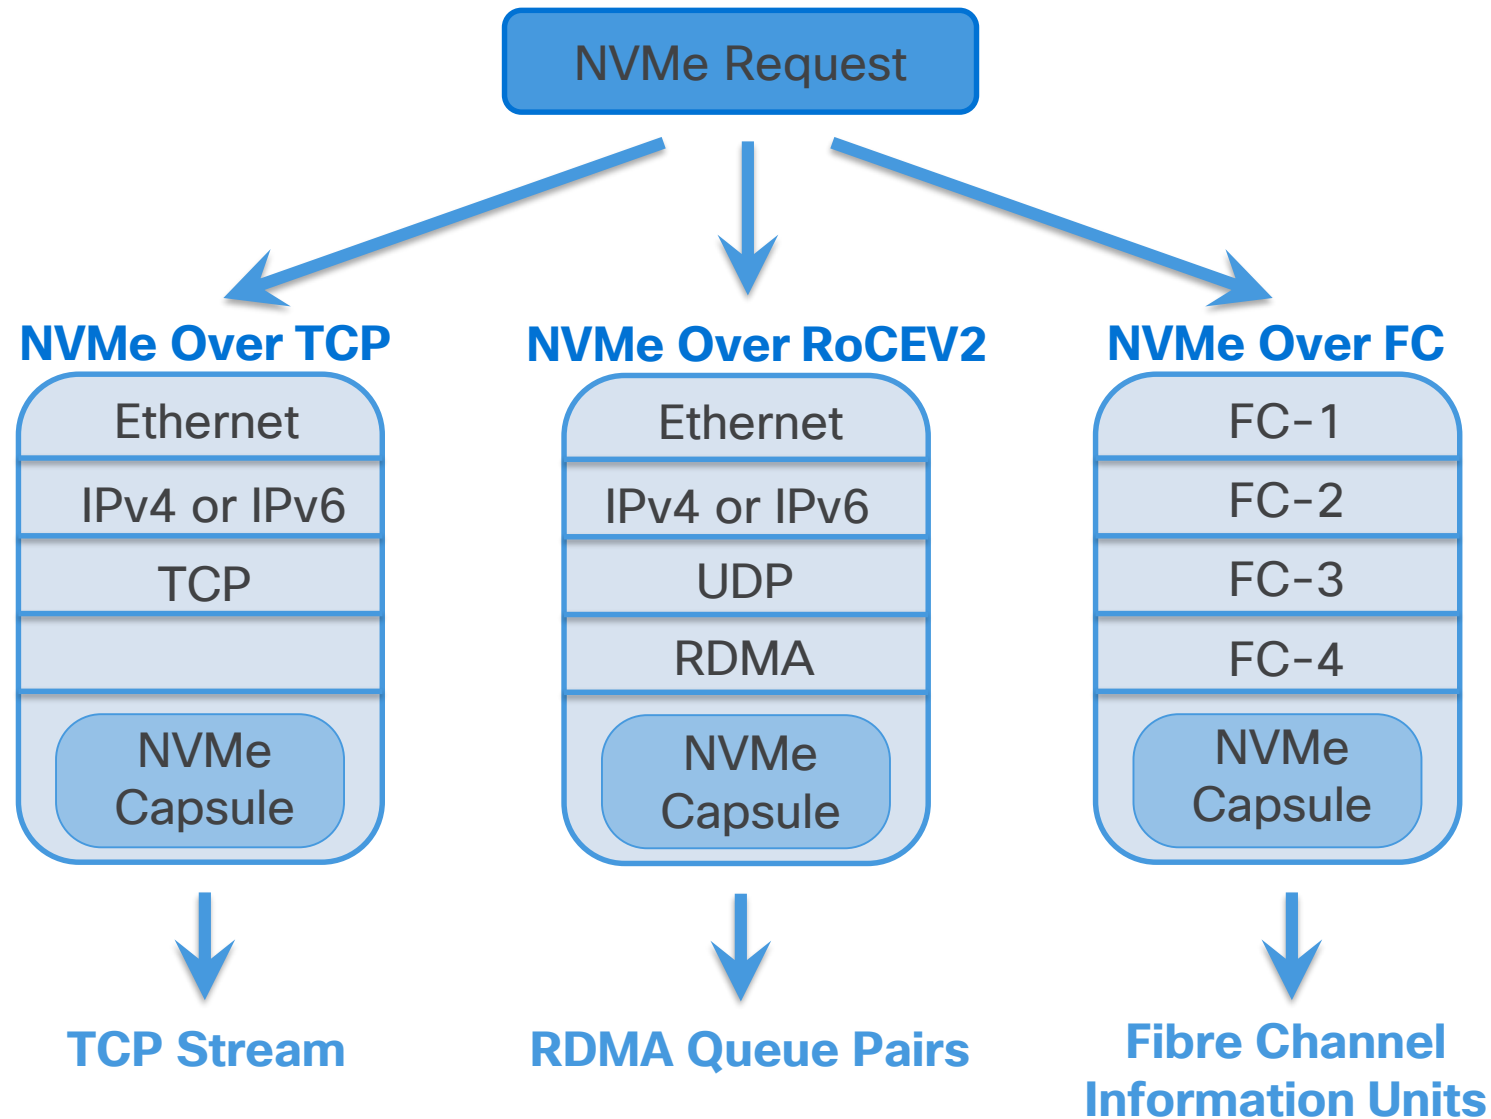 NVMe Request
NVMe Over TCP
Ethernet
IPv4 or IPv6
TCP
NVMe
Capsule
TCP Stream
NVMe Over RoCEV2
Ethernet
IPv4 or IPv6
UDP
RDMA
NVMe
Capsule
RDMA Queue Pairs
NVMe Over FC
FC-1
FC-2
FC-3
FC-4
NVMe
Capsule
Fibre Channel
Information Units